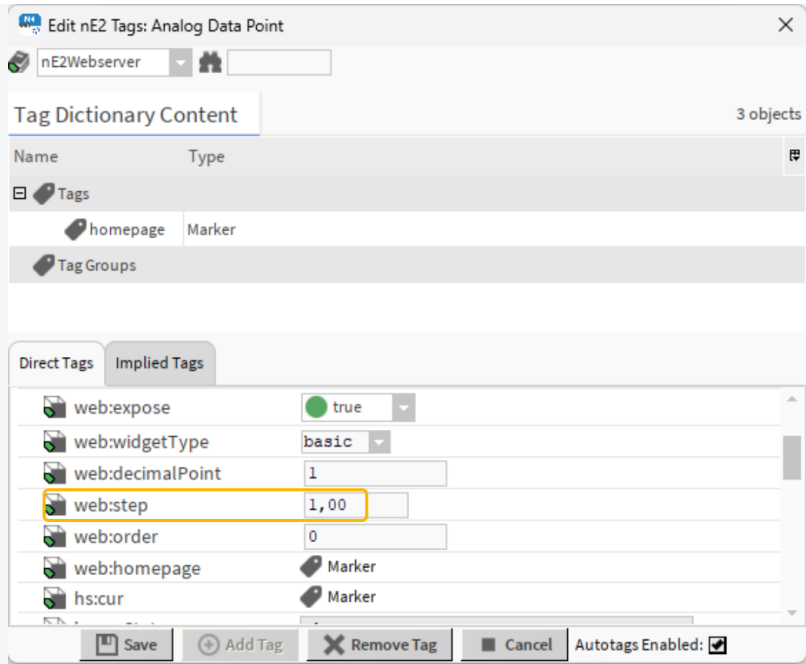 Edit nE2 Tags: Analog Data Point
nE2Webserver
Tag Dictionary Content 3 objects
Name Type
Tags
homepage Marker
Tag Groups
Direct Tags Implied Tags
web:expose true
web:widgetType basic
web:decimalPoint 1
web:step 1,00
web:order 0
web:homepage Marker
hs:cur Marker
Save Add Tag Remove Tag Cancel Autotags Enabled: